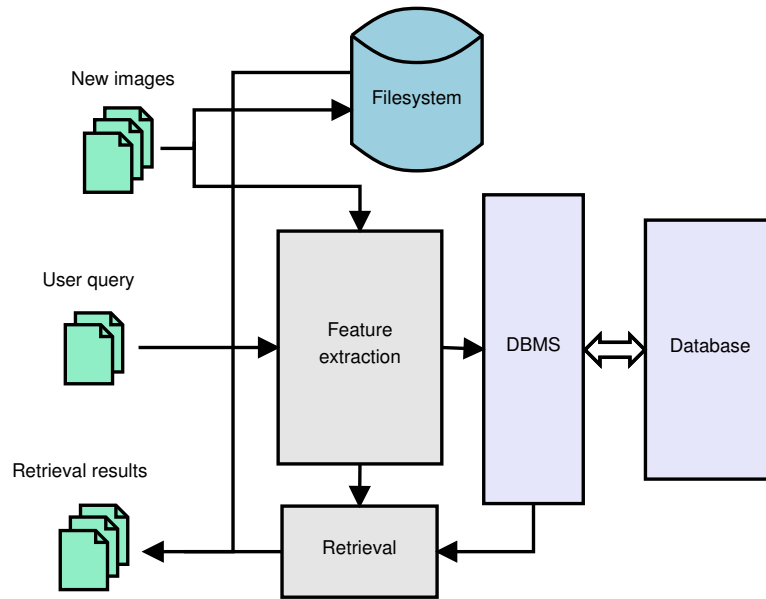 New images
Filesystem
User query
Feature
extraction
DBMS
Database
Retrieval results
Retrieval